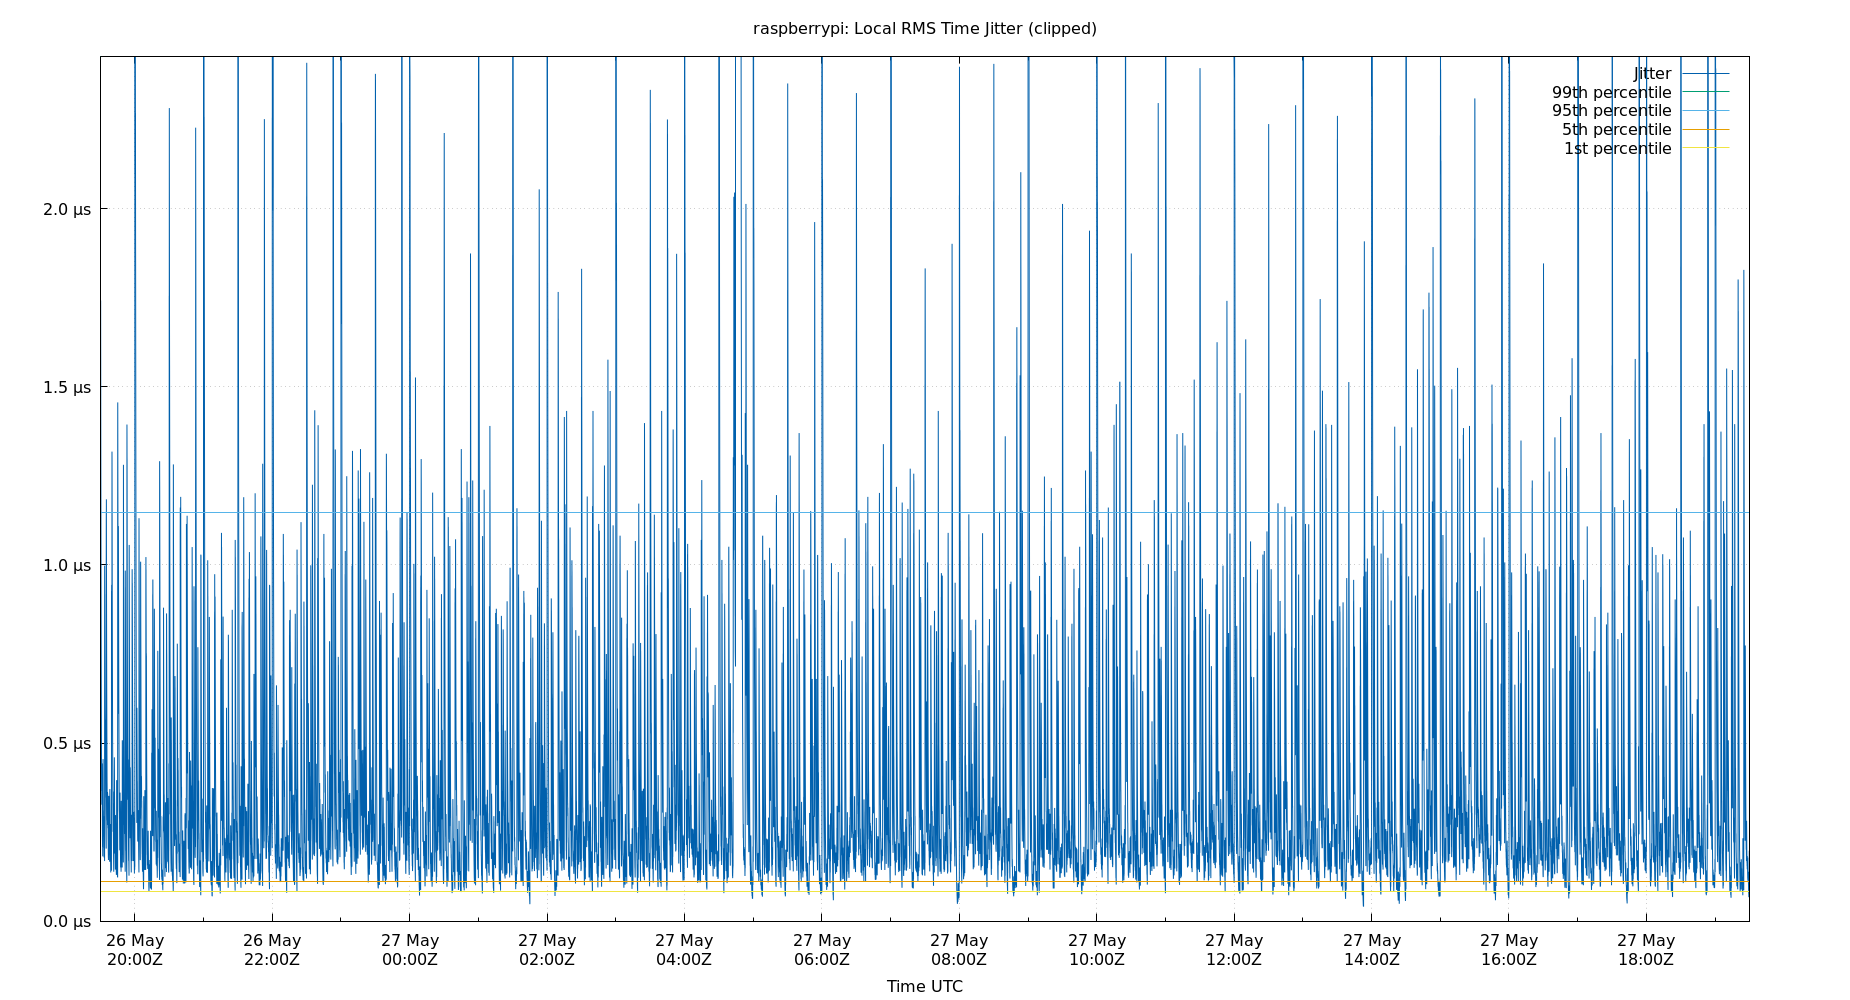 raspberrypi: Local RMS Time Jitter (clipped)
Jitter
99th percentile
95th percentile
5th percentile
1st percentile
2.0 µs
1.5 µs
1.0 µs
0.5 µs
0.0 µs
26 May 26 May 27 May 27 May 27 May 27 May 27 May 27 May 27 May 27 May 27 May 27 May
20:00Z 22:00Z 00:00Z 02:00Z 04:00Z 06:00Z 08:00Z 10:00Z 12:00Z 14:00Z 16:00Z 18:00Z
Time UTC